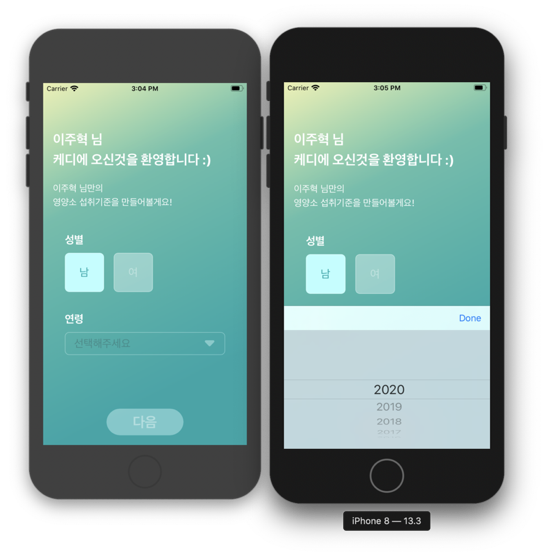 Carrier 3:04 PM
이주혁 님
케디에 오신것을 환영합니다 :)
이주혁 님만의
영양소 섭취기준을 만들어볼게요!
성별
남 여
연령
선택해주세요
다음
Carrier 3:05 PM
이주혁 님
케디에 오신것을 환영합니다 :)
이주혁 님만의
영양소 섭취기준을 만들어볼게요!
성별
남 여
Done
2020
2019
2018
2017
iPhone 8 — 13.3